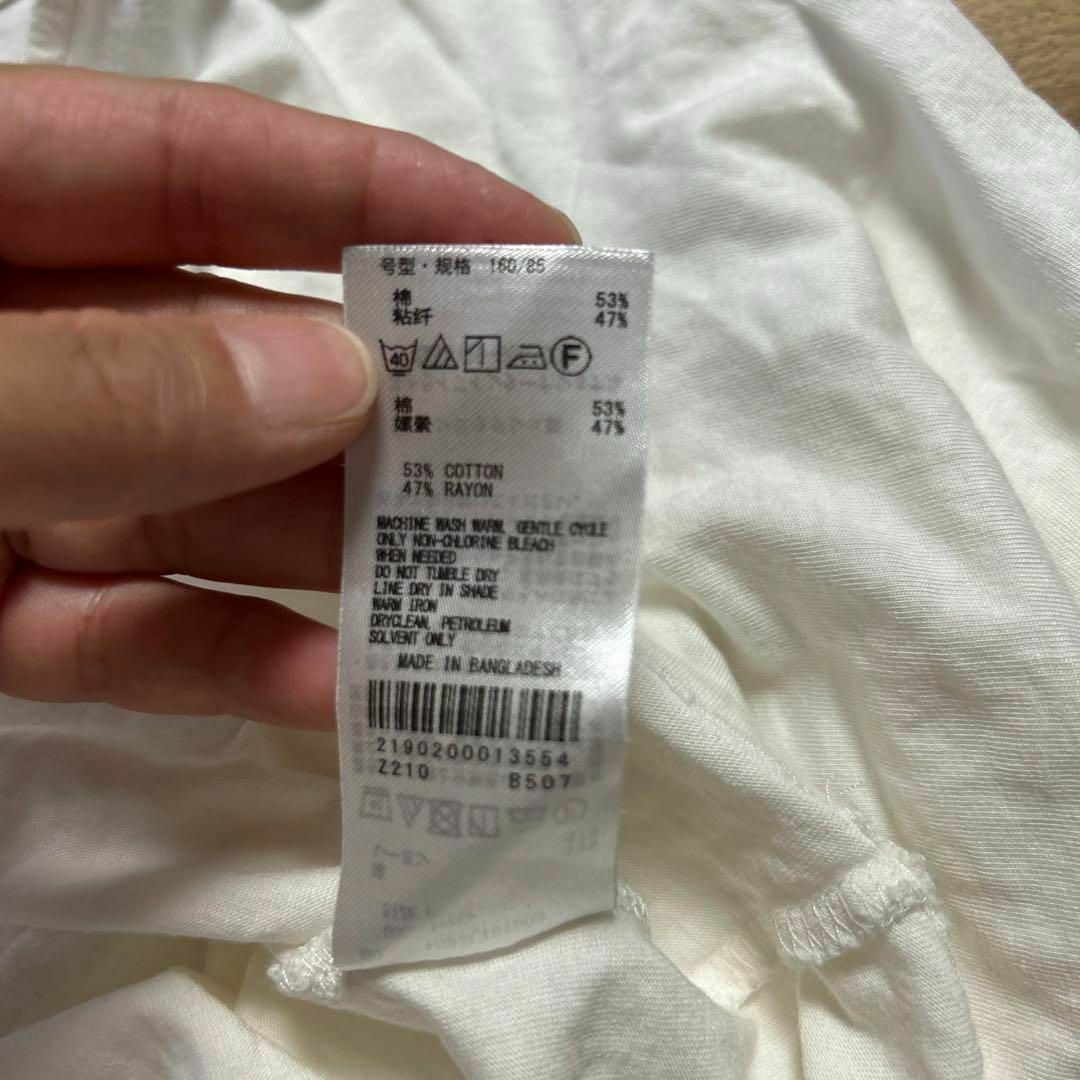 号型・规格 160/85
棉 53%
粘纤 47%
40 F
棉 53%
嫘縈 47%
53% COTTON
47% RAYON
MACHINE WASH WARM, GENTLE CYCLE
ONLY NON-CHLORINE BLEACH
WHEN NEEDED
DO NOT TUMBLE DRY
LINE DRY IN SHADE
WARM IRON
DRYCLEAN, PETROLEUM
SOLVENT ONLY
MADE IN BANGLADESH
2190200013554
Z210 B507